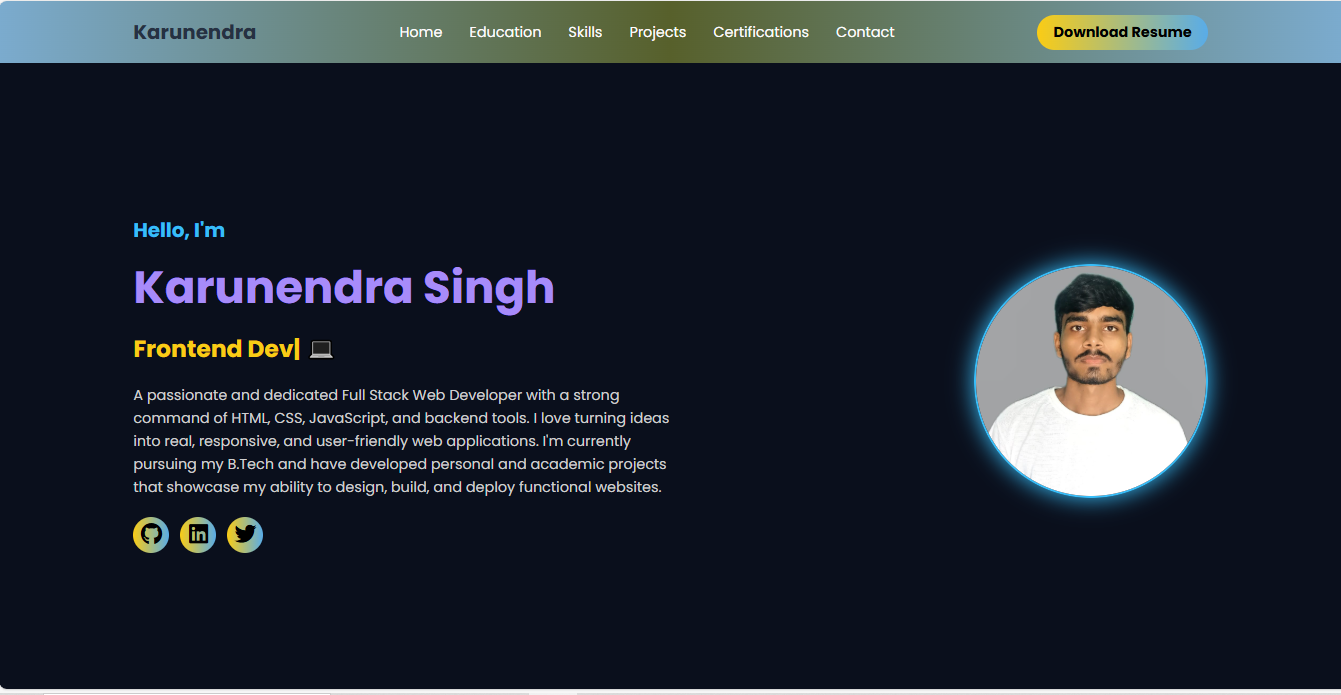 Karunendra
Home Education Skills Projects Certifications Contact
Download Resume
Hello, I'm
Karunendra Singh
Frontend Dev|
A passionate and dedicated Full Stack Web Developer with a strong
command of HTML, CSS, JavaScript, and backend tools. I love turning ideas
into real, responsive, and user-friendly web applications. I'm currently
pursuing my B.Tech and have developed personal and academic projects
that showcase my ability to design, build, and deploy functional websites.
in